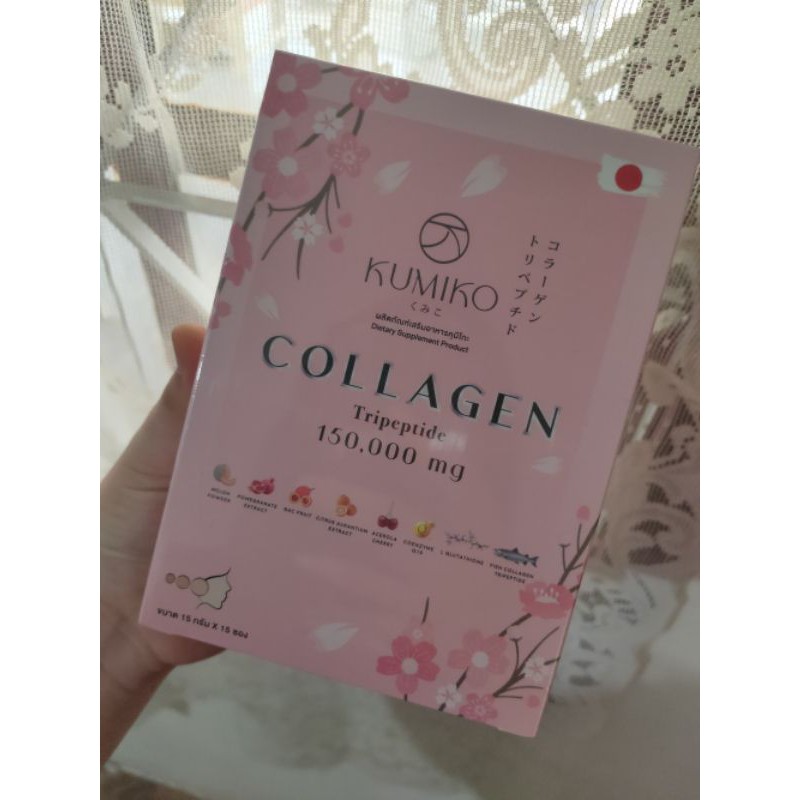 コラーゲン
トリペプチド
KUMIKO
くみこ
ผลิตภัณฑ์เสริมอาหารคุมิโกะ
Dietary Supplement Product
COLLAGEN
Tripeptide
150,000 mg
MELON POWDER
POMEGRANATE EXTRACT
GAC FRUIT
CITRUS AURANTIUM EXTRACT
ACEROLA CHERRY
COENZYME Q10
L GLUTATHIONE
FISH COLLAGEN TRIPEPTIDE
ขนาด 15 กรัม X 15 ซอง